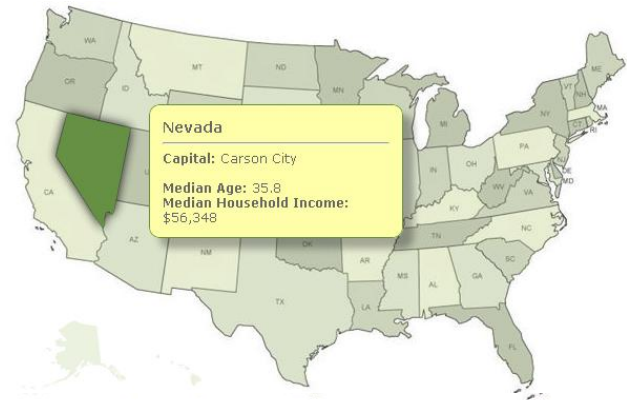 WA
OR
ID
MT
ND
MN
MI
NY
VT
NH
ME
MA
CT
RI
PA
NJ
DE
MD
OH
IN
WV
VA
KY
NC
TN
SC
GA
AL
MS
AR
LA
OK
TX
NM
AZ
CA
FL
Nevada
Capital: Carson City
Median Age: 35.8
Median Household Income:
$56,348